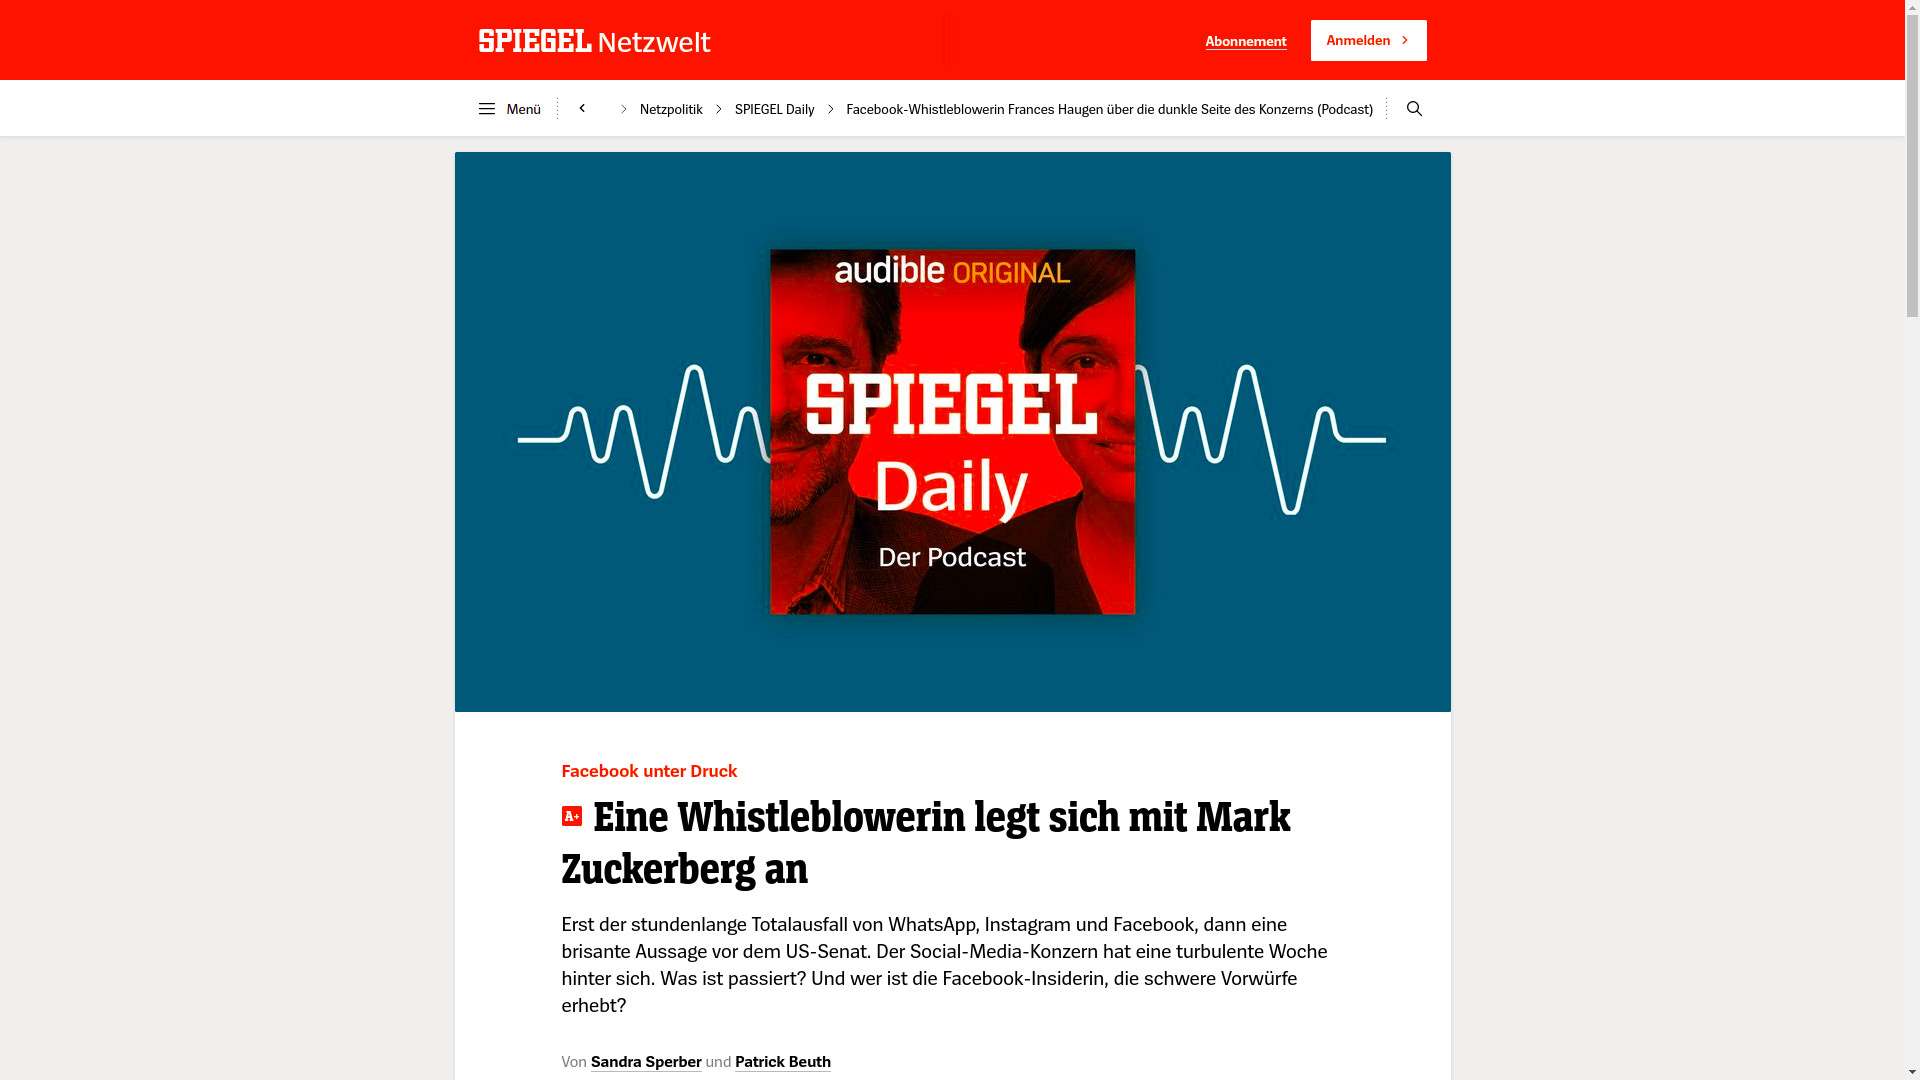 SPIEGEL Netzwelt
Abonnement
Anmelden
Menü
Netzpolitik
SPIEGEL Daily
Facebook-Whistleblowerin Frances Haugen über die dunkle Seite des Konzerns (Podcast)
audible ORIGINAL
SPIEGEL
Daily
Der Podcast
Facebook unter Druck
A+ Eine Whistleblowerin legt sich mit Mark
Zuckerberg an
Erst der stundenlange Totalausfall von WhatsApp, Instagram und Facebook, dann eine
brisante Aussage vor dem US-Senat. Der Social-Media-Konzern hat eine turbulente Woche
hinter sich. Was ist passiert? Und wer ist die Facebook-Insiderin, die schwere Vorwürfe
erhebt?
Von Sandra Sperber und Patrick Beuth